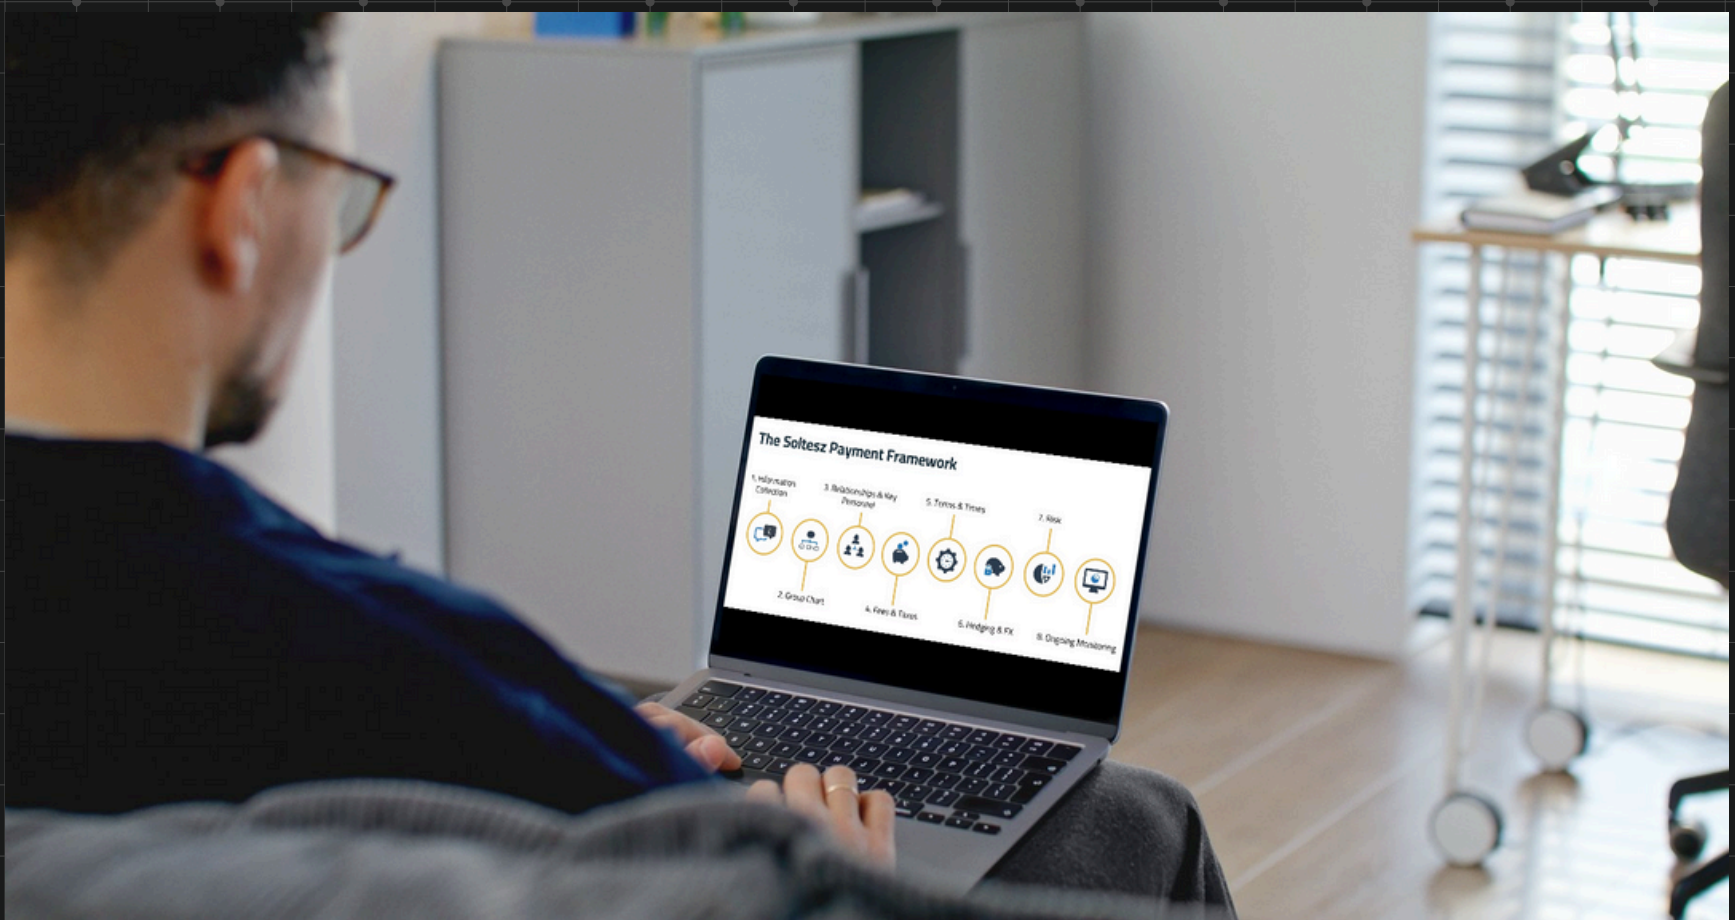 The Soltesz Payment Framework
1. Information
Collection
2. Group Chart
3. Relationships & Key
Personnel
4. Fees & Taxes
5. Terms & Times
6. Hedging & FX
7. Risk
8. Ongoing Monitoring